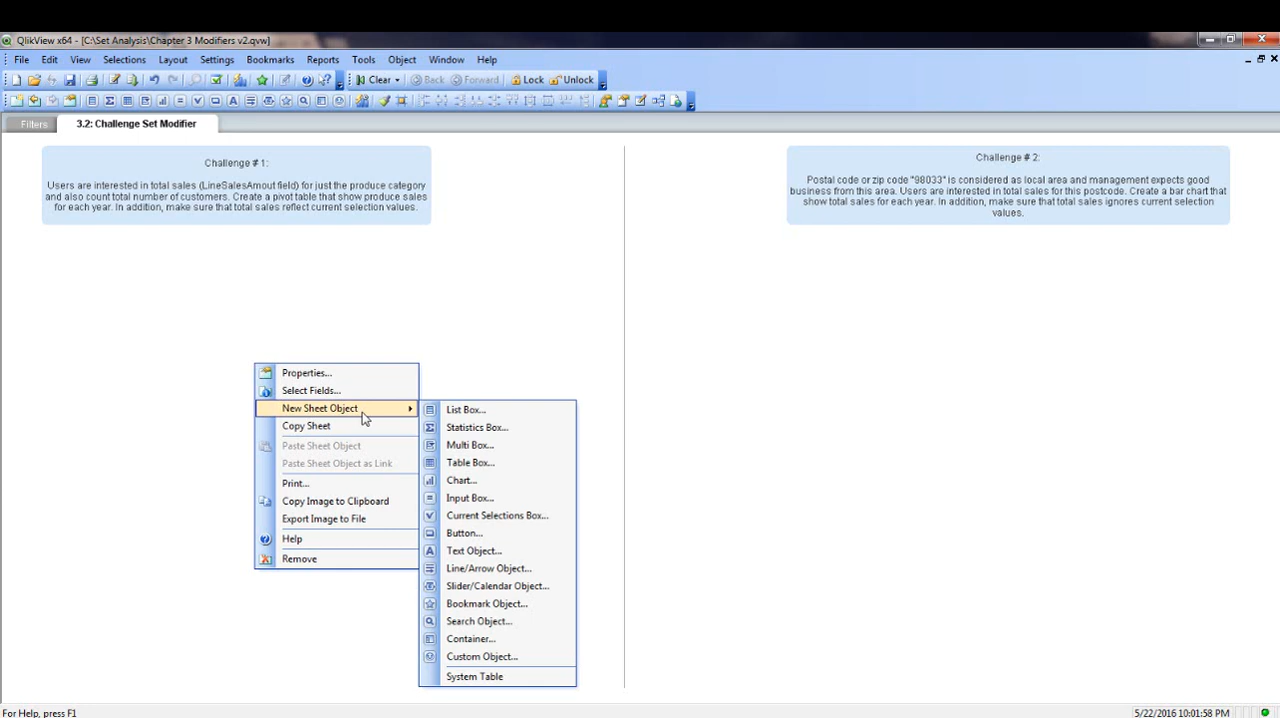 QlikView x64 - [C:\Set Analysis\Chapter 3 Modifiers v2.qvw]
File Edit View Selections Layout Settings Bookmarks Reports Tools Object Window Help
Clear Back Forward Lock Unlock
Filters 3.2: Challenge Set Modifier
Challenge # 1:
Users are interested in total sales (LineSalesAmout field) for just the produce category
and also count total number of customers. Create a pivot table that show produce sales
for each year. In addition, make sure that total sales reflect current selection values.
Challenge # 2:
Postal code or zip code "98033" is considered as local area and management expects good
business from this area. Users are interested in total sales for this postcode. Create a bar chart that
show total sales for each year. In addition, make sure that total sales ignores current selection
values.
Properties...
Select Fields...
New Sheet Object
Copy Sheet
Paste Sheet Object
Paste Sheet Object as Link
Print...
Copy Image to Clipboard
Export Image to File
Help
Remove
List Box...
Statistics Box...
Multi Box...
Table Box...
Chart...
Input Box...
Current Selections Box...
Button...
Text Object...
Line/Arrow Object...
Slider/Calendar Object...
Bookmark Object...
Search Object...
Container...
Custom Object...
System Table
For Help, press F1
5/22/2016 10:01:58 PM